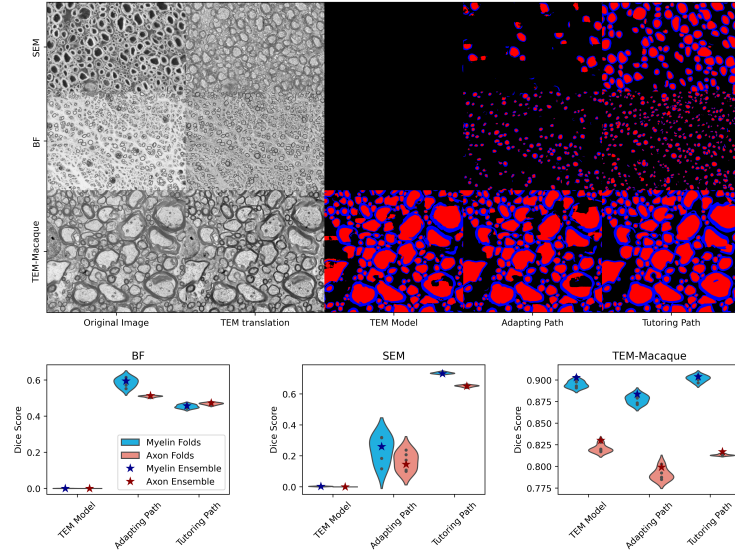 SEM
BF
TEM-Macaque
Original Image
TEM translation
TEM Model
Adapting Path
Tutoring Path
BF
Dice Score
0.6
0.4
0.2
0.0
Myelin Folds
Axon Folds
Myelin Ensemble
Axon Ensemble
TEM Model
Adapting Path
Tutoring Path
SEM
Dice Score
0.6
0.4
0.2
0.0
TEM Model
Adapting Path
Tutoring Path
TEM-Macaque
Dice Score
0.900
0.875
0.850
0.825
0.800
0.775
TEM Model
Adapting Path
Tutoring Path